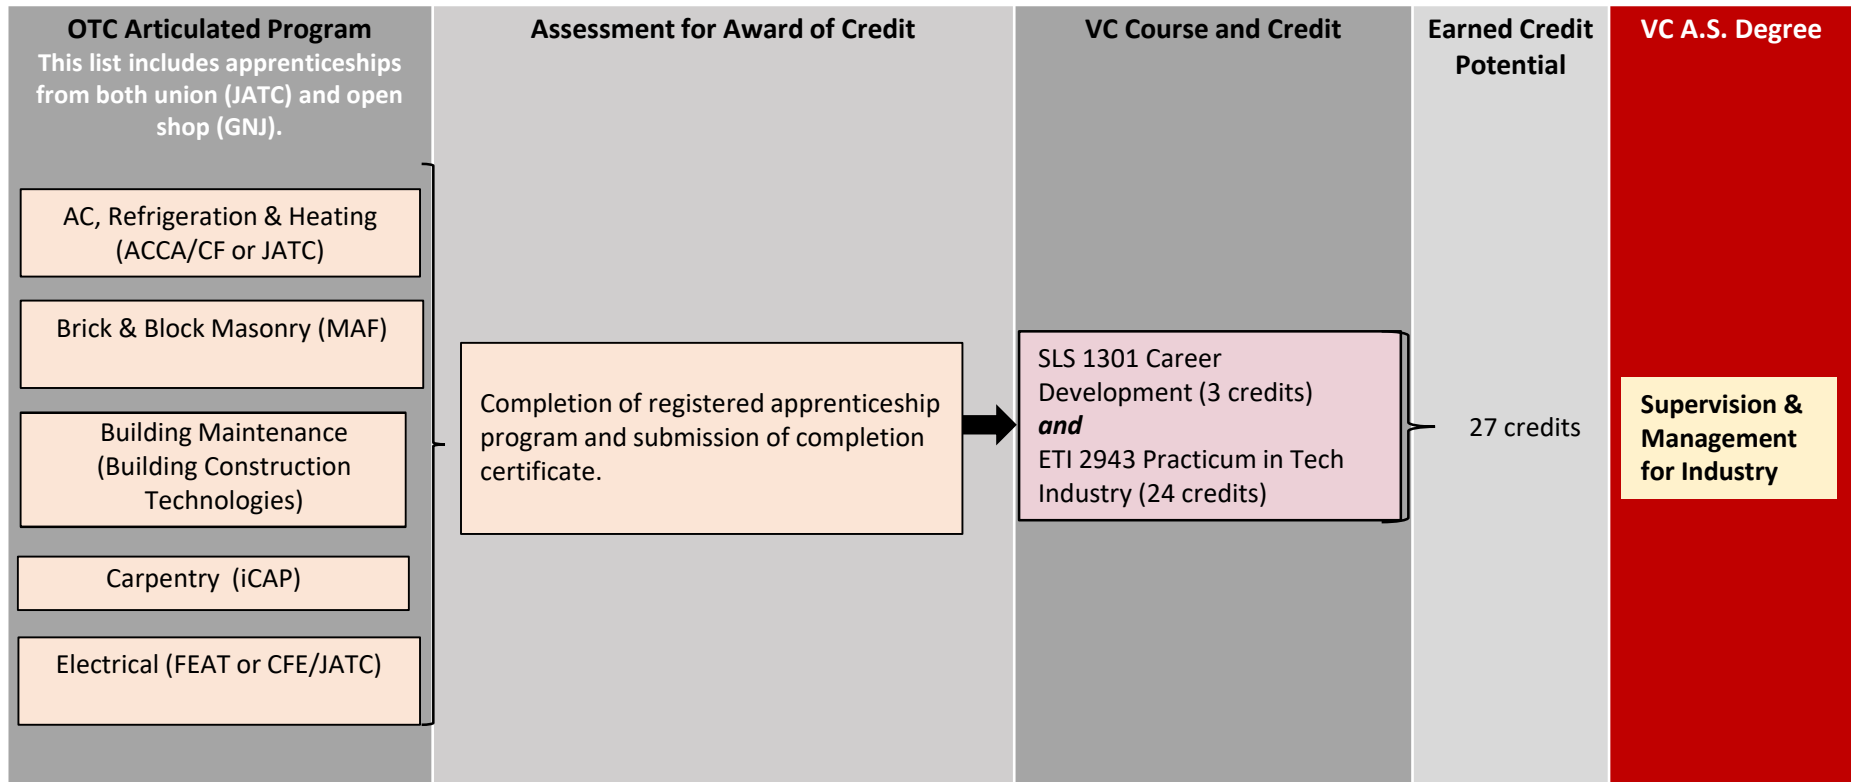 OTC Articulated Program
This list includes apprenticeships
from both union (JATC) and open
shop (GNJ).
AC, Refrigeration & Heating
(ACCA/CF or JATC)
Brick & Block Masonry (MAF)
Building Maintenance
(Building Construction
Technologies)
Carpentry (iCAP)
Electrical (FEAT or CFE/JATC)
Assessment for Award of Credit
Completion of registered apprenticeship
program and submission of completion
certificate.
VC Course and Credit
SLS 1301 Career
Development (3 credits)
and
ETI 2943 Practicum in Tech
Industry (24 credits)
Earned Credit
Potential
27 credits
VC A.S. Degree
Supervision &
Management
for Industry